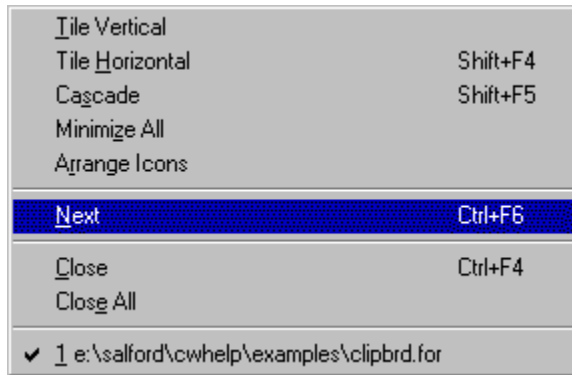 Tile Vertical
Tile Horizontal Shift+F4
Cascade Shift+F5
Minimize All
Arrange Icons
Next Ctrl+F6
Close Ctrl+F4
Close All
1 e:\salford\cwhelp\examples\clipbrd.for